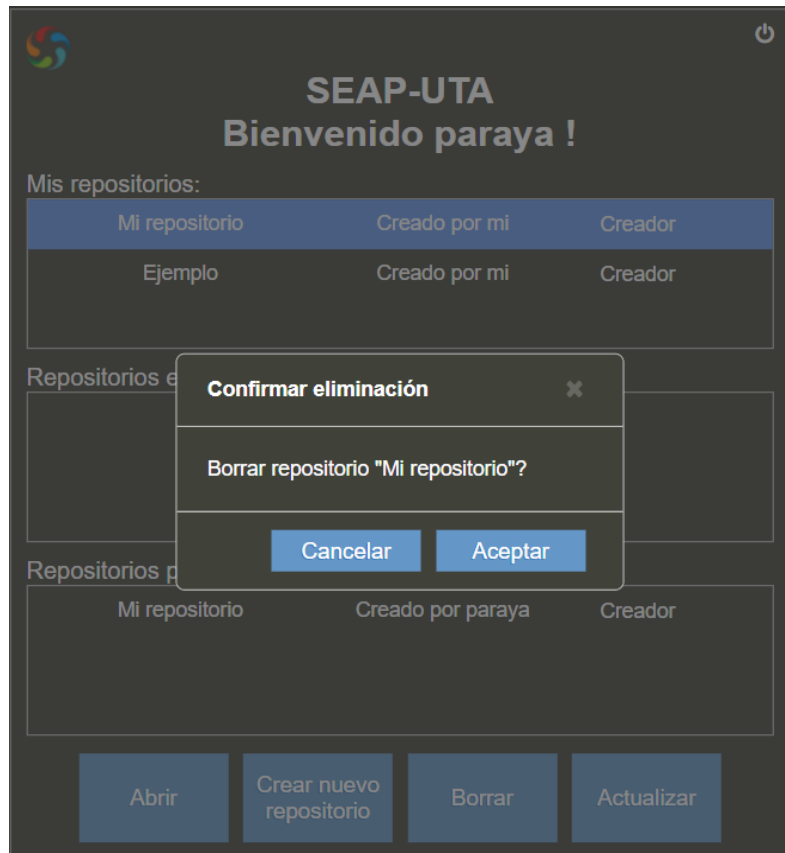 SEAP-UTA
Bienvenido paraya !
Mis repositorios:
Mi repositorio Creado por mi Creador
Ejemplo Creado por mi Creador
Repositorios
Confirmar eliminación
Borrar repositorio "Mi repositorio"?
Cancelar Aceptar
Repositorios
Mi repositorio Creado por paraya Creador
Abrir Crear nuevo repositorio Borrar Actualizar